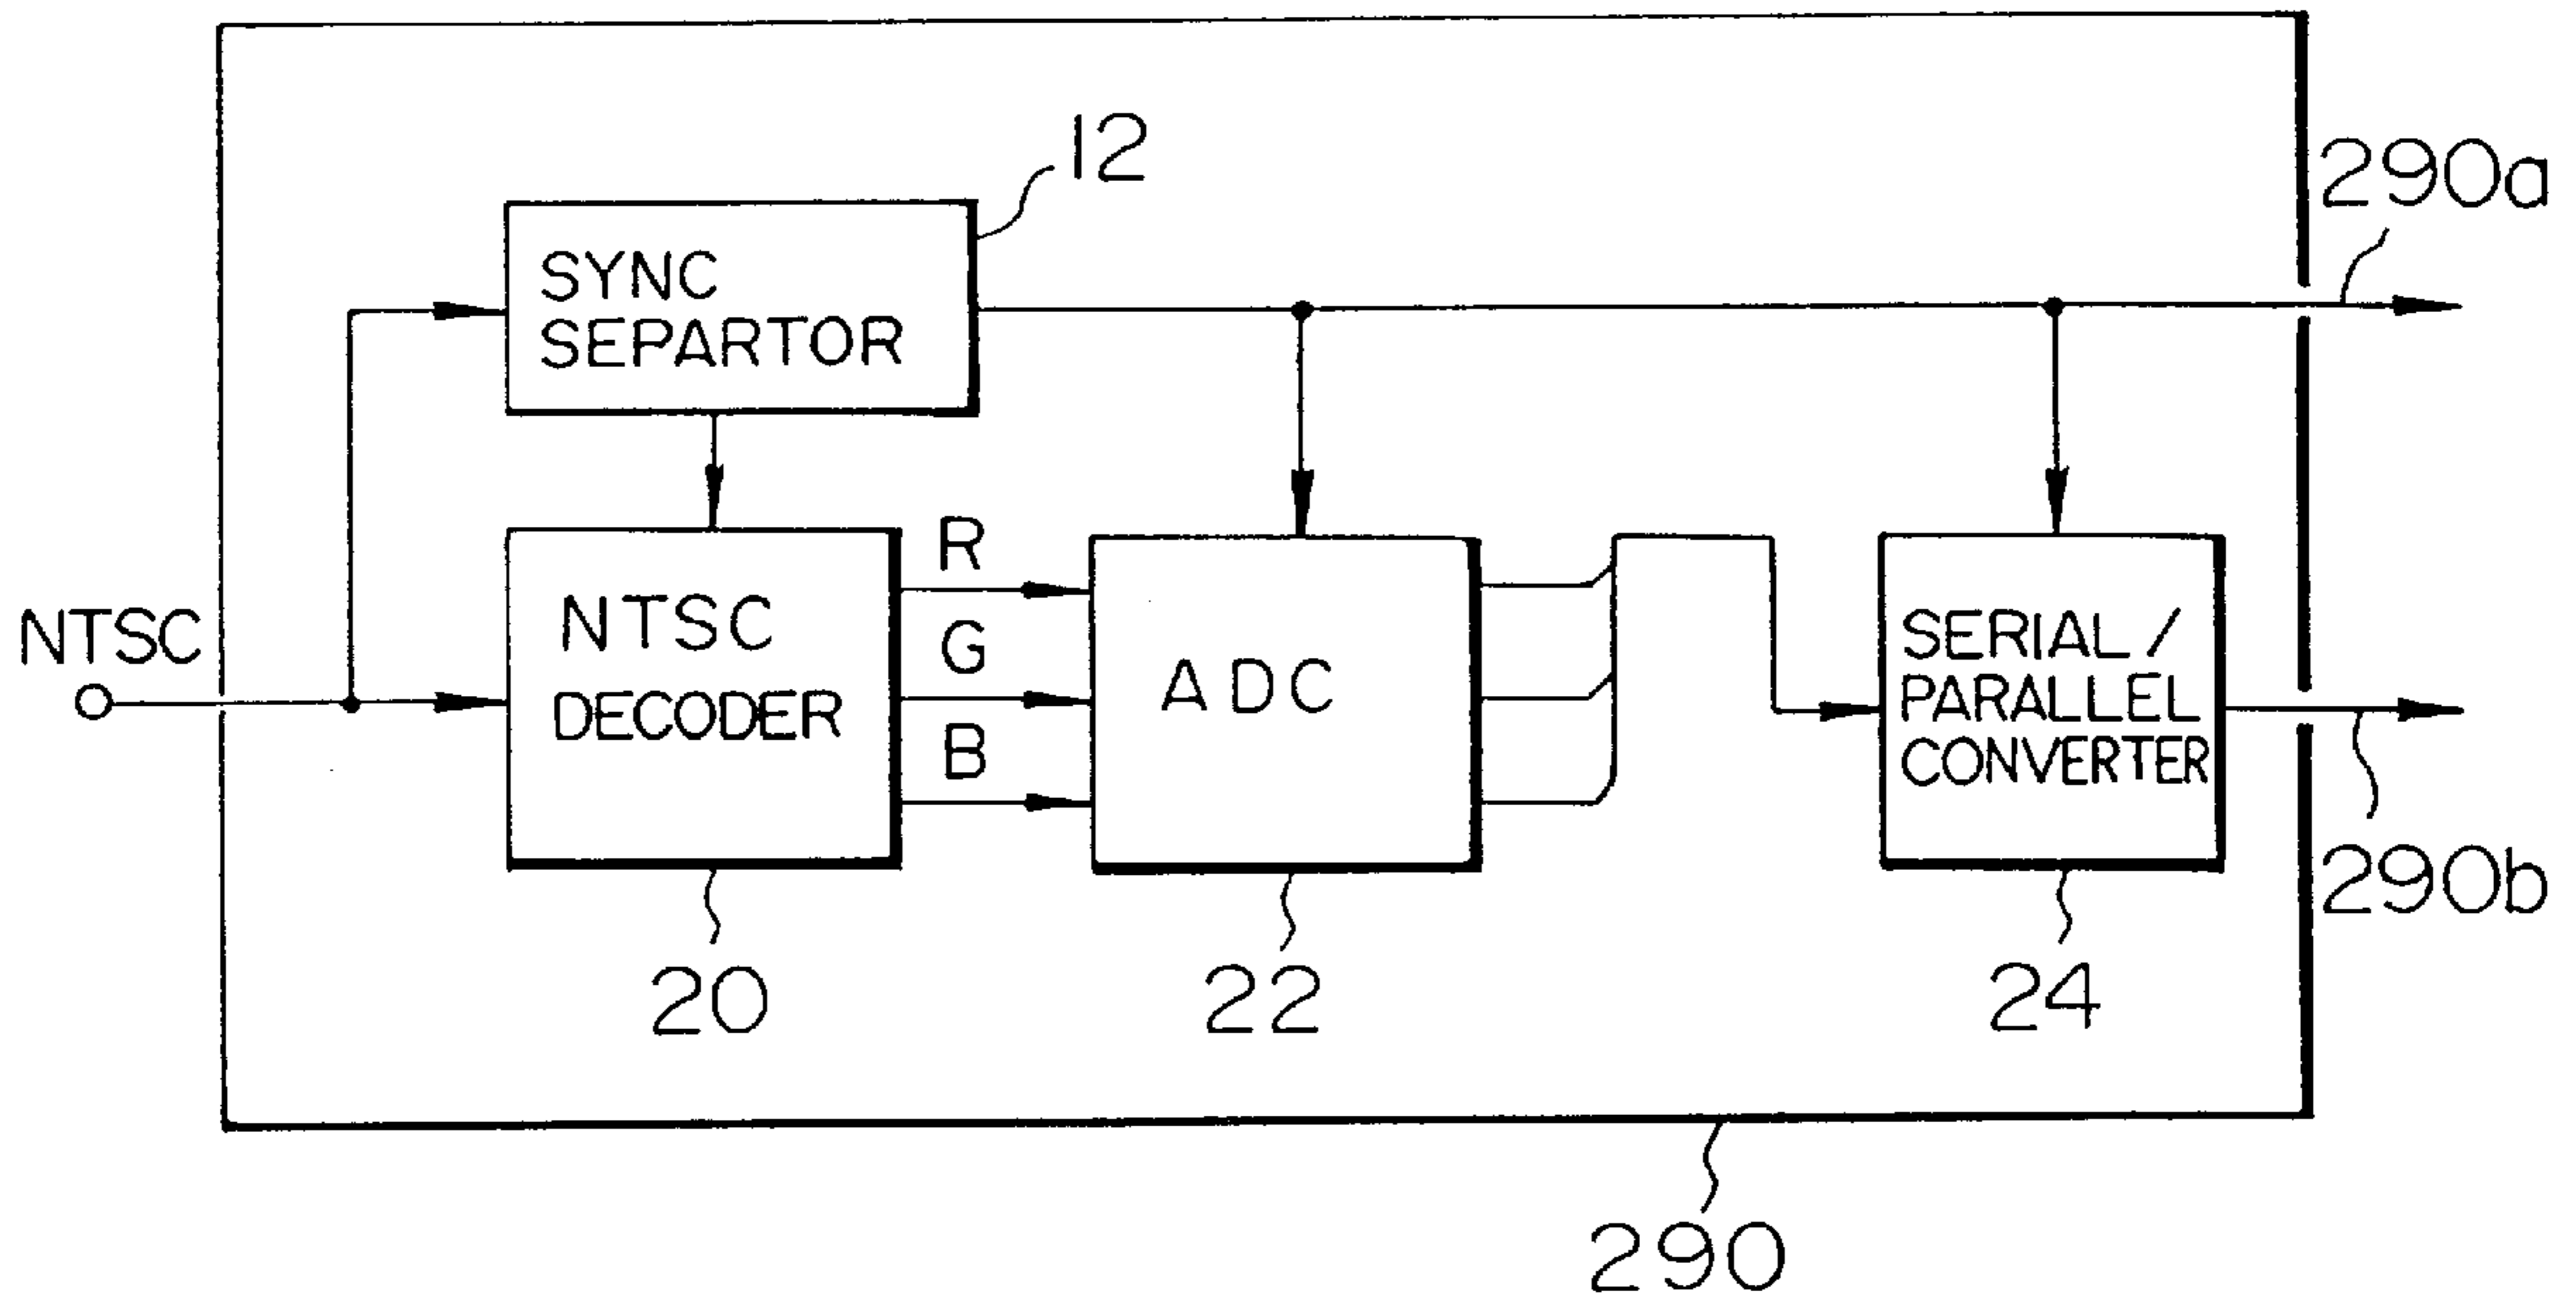 12
290a
SYNC
SEPARTOR
NTSC
NTSC
DECODER
R
G
B
ADC
SERIAL/
PARALLEL
CONVERTER
290b
20
22
24
290